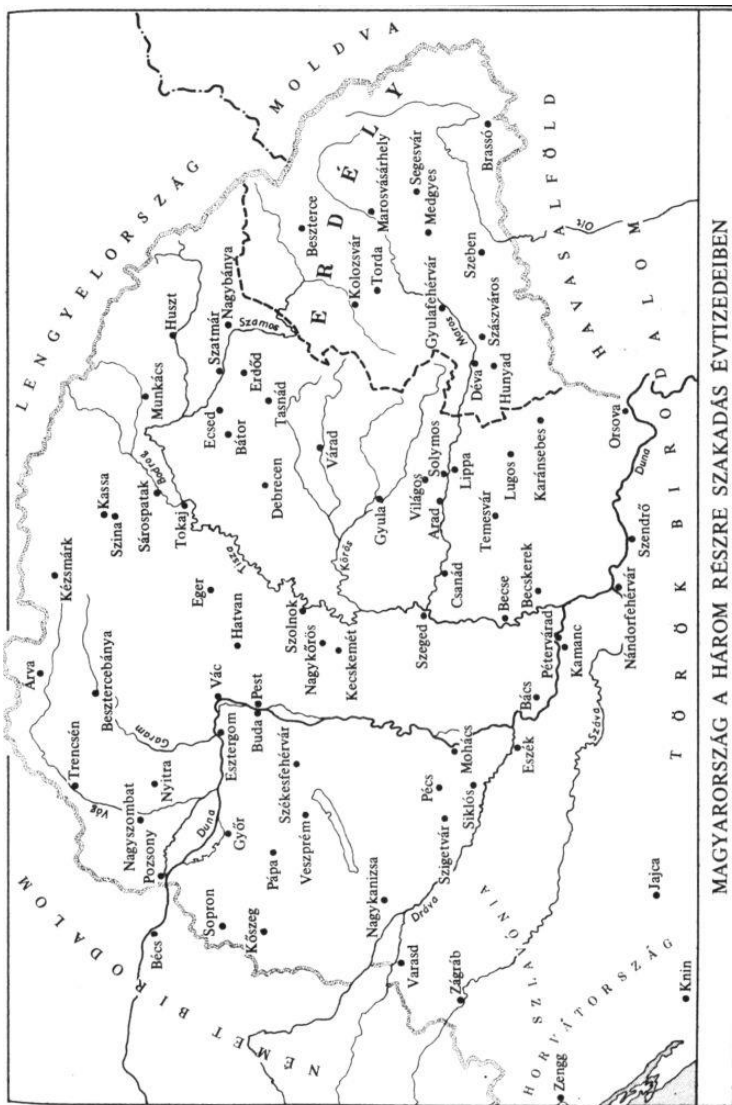 LENGYELORSZÁG
MOLDVA
NÉMET BIRODALOM
HAVASALFÖLD
TÖRÖK BIRODALOM
ERDÉLY
SZLAVÓNIA
HORVÁTORSZÁG
Árva
Kézsmárk
Trencsén
Besztercebánya
Kassa
Szina
Sárospatak
Bodrog
Munkács
Huszt
Vág
Nagyszombat
Nyitra
Garam
Pozsony
Bécs
Tokaj
Tisza
Eger
Ecsed
Szatmár
Nagybánya
Szamos
Bátor
Erdőd
Duna
Esztergom
Vác
Győr
Sopron
Hatvan
Buda
Pest
Debrecen
Tasnád
Kőszeg
Pápa
Székesfehérvár
Veszprém
Szolnok
Nagykőrös
Kecskemét
Várad
Beszterce
Kolozsvár
Torda
Marosvásárhely
Körös
Gyula
Nagykanizsa
Segesvár
Medgyes
Világos
Solymos
Arad
Lippa
Gyulafehérvár
Maros
Varasd
Dráva
Pécs
Szigetvár
Siklós
Mohács
Szeged
Csanád
Déva
Szászváros
Hunyad
Szeben
Brassó
Zágráb
Temesvár
Lugos
Karánsebes
Olt
Eszék
Bács
Becse
Becskerek
Pétervárad
Kamanc
Száva
Nándorfehérvár
Szendrő
Duna
Orsova
Zengg
Jajca
Knin
MAGYARORSZÁG A HÁROM RÉSZRE SZAKADÁS ÉVTIZEDEIBEN